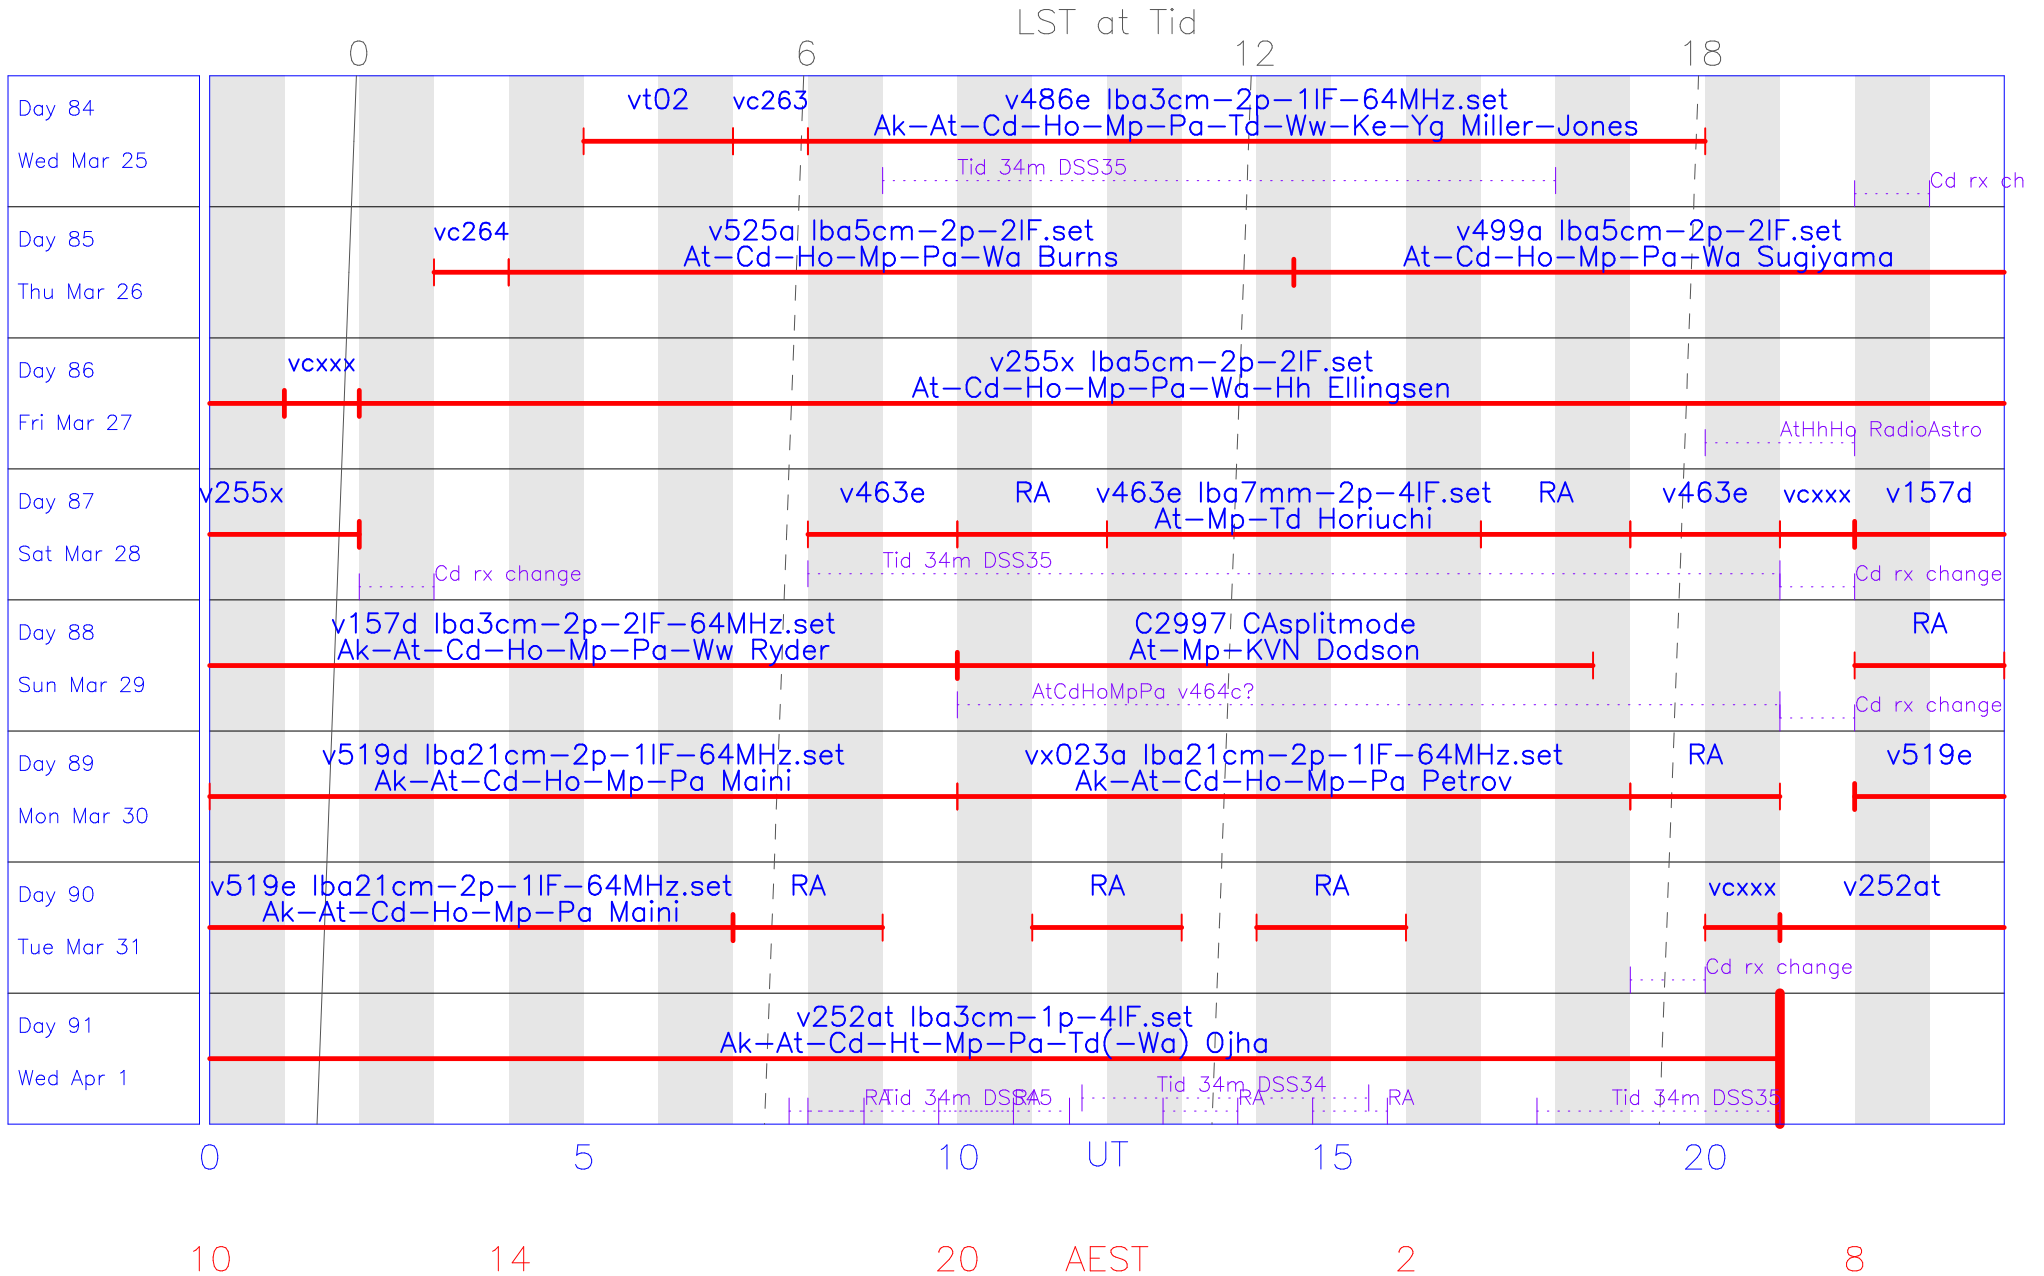 LST at Tid
0 6 12 18
Day 84
Wed Mar 25
vt02 vc263 v486e lba3cm-2p-1IF-64MHz.set
Ak-At-Cd-Ho-Mp-Pa-Td-Ww-Ke-Yg Miller-Jones
Tid 34m DSS35
Cd rx ch
Day 85
Thu Mar 26
vc264 v525a lba5cm-2p-2IF.set v499a lba5cm-2p-2IF.set
At-Cd-Ho-Mp-Pa-Wa Burns At-Cd-Ho-Mp-Pa-Wa Sugiyama
Day 86
Fri Mar 27
vcxxx v255x lba5cm-2p-2IF.set
At-Cd-Ho-Mp-Pa-Wa-Hh Ellingsen
AtHhHo RadioAstro
Day 87
Sat Mar 28
v255x v463e RA v463e lba7mm-2p-4IF.set RA v463e vcxxx v157d
At-Mp-Td Horiuchi
Cd rx change Tid 34m DSS35 Cd rx change
Day 88
Sun Mar 29
v157d lba3cm-2p-2IF-64MHz.set C2997 CAsplitmode RA
Ak-At-Cd-Ho-Mp-Pa-Ww Ryder At-Mp-KVN Dodson
AtCdHoMpPa v464c? Cd rx change
Day 89
Mon Mar 30
v519d lba21cm-2p-1IF-64MHz.set vx023a lba21cm-2p-1IF-64MHz.set RA v519e
Ak-At-Cd-Ho-Mp-Pa Maini Ak-At-Cd-Ho-Mp-Pa Petrov
Day 90
Tue Mar 31
v519e lba21cm-2p-1IF-64MHz.set RA RA RA vcxxx v252at
Ak-At-Cd-Ho-Mp-Pa Maini
Cd rx change
Day 91
Wed Apr 1
v252at lba3cm-1p-4IF.set
Ak-At-Cd-Ht-Mp-Pa-Td(-Wa) Ojha
Tid 34m DSS34
RA Tid 34m DSS35 RA RA RA Tid 34m DSS35
0 5 10 UT 15 20
10 14 20 AEST 2 8